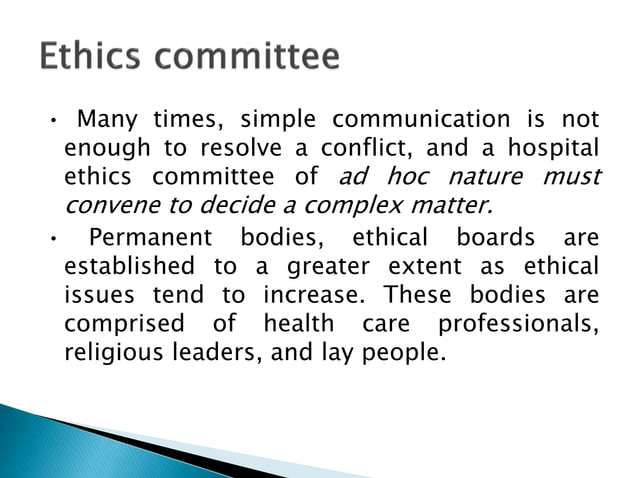 Ethics committee
• Many times, simple communication is not
enough to resolve a conflict, and a hospital
ethics committee of ad hoc nature must
convene to decide a complex matter.
• Permanent bodies, ethical boards are
established to a greater extent as ethical
issues tend to increase. These bodies are
comprised of health care professionals,
religious leaders, and lay people.